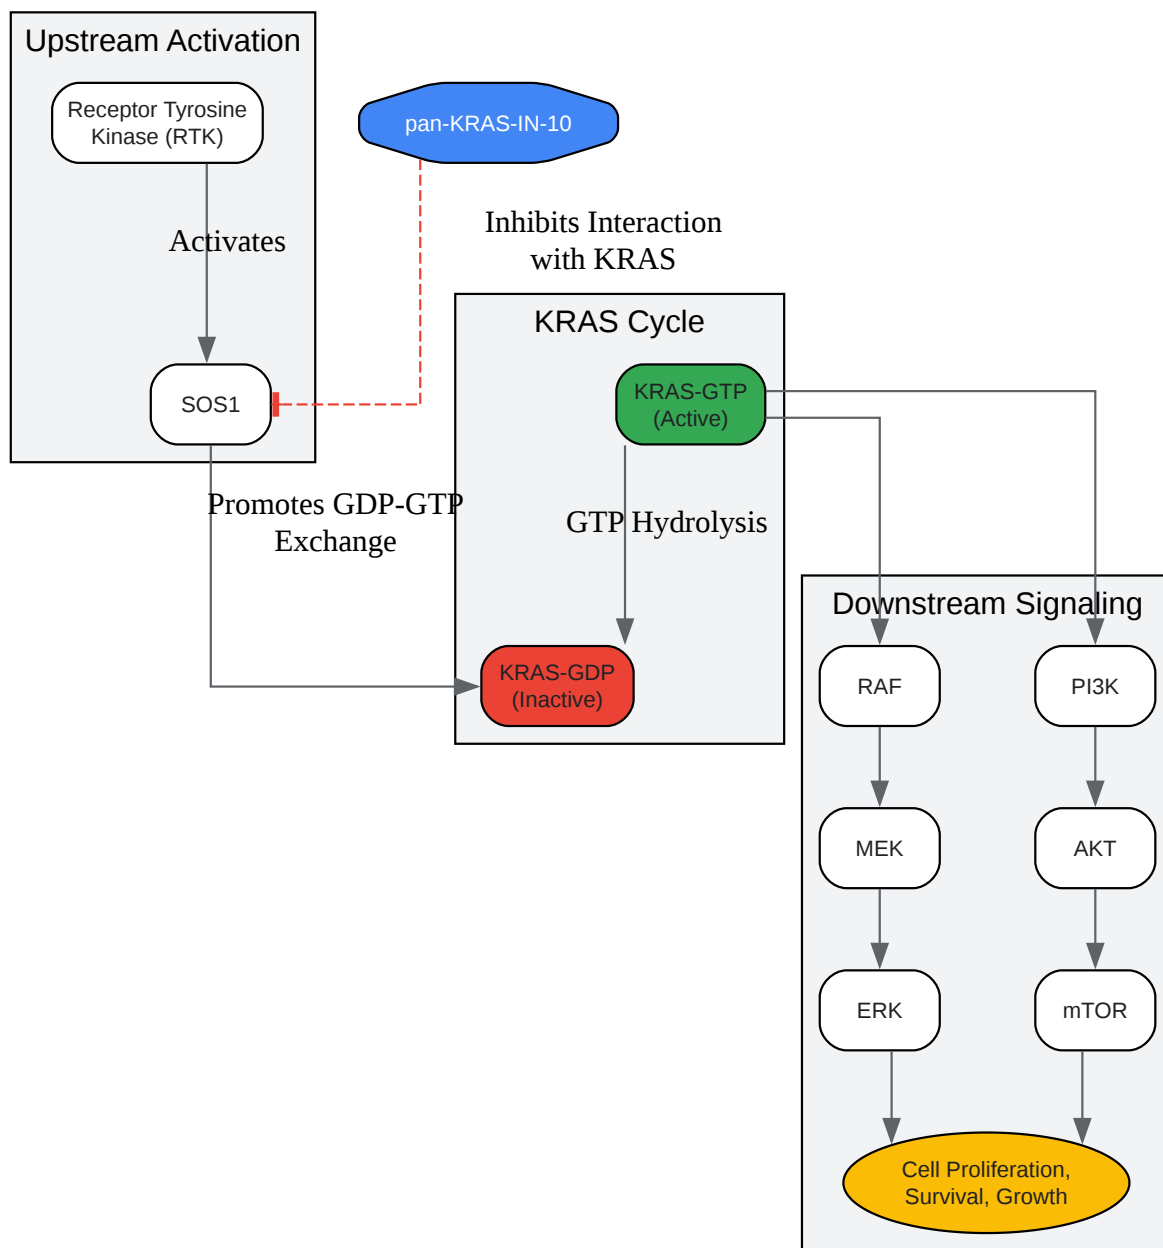 Upstream Activation
Receptor Tyrosine
Kinase (RTK)
pan-KRAS-IN-10
Activates
Inhibits Interaction
with KRAS
KRAS Cycle
SOS1
KRAS-GTP
(Active)
Promotes GDP-GTP
Exchange
GTP Hydrolysis
Downstream Signaling
KRAS-GDP
(Inactive)
RAF
PI3K
MEK
AKT
ERK
mTOR
Cell Proliferation,
Survival, Growth